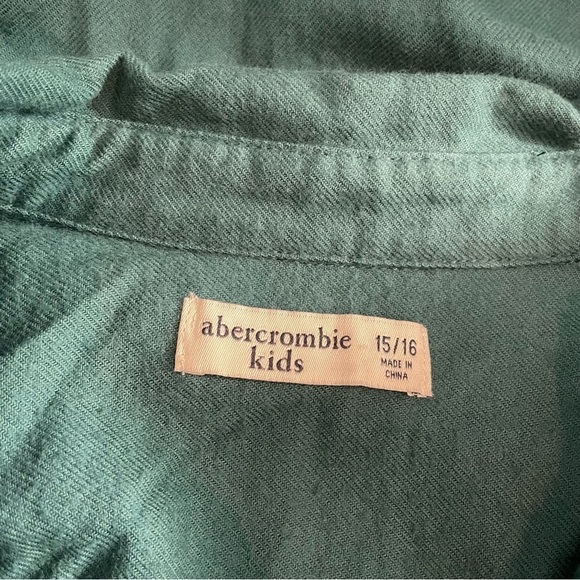 abercrombie
kids
15/16
MADE IN
CHINA